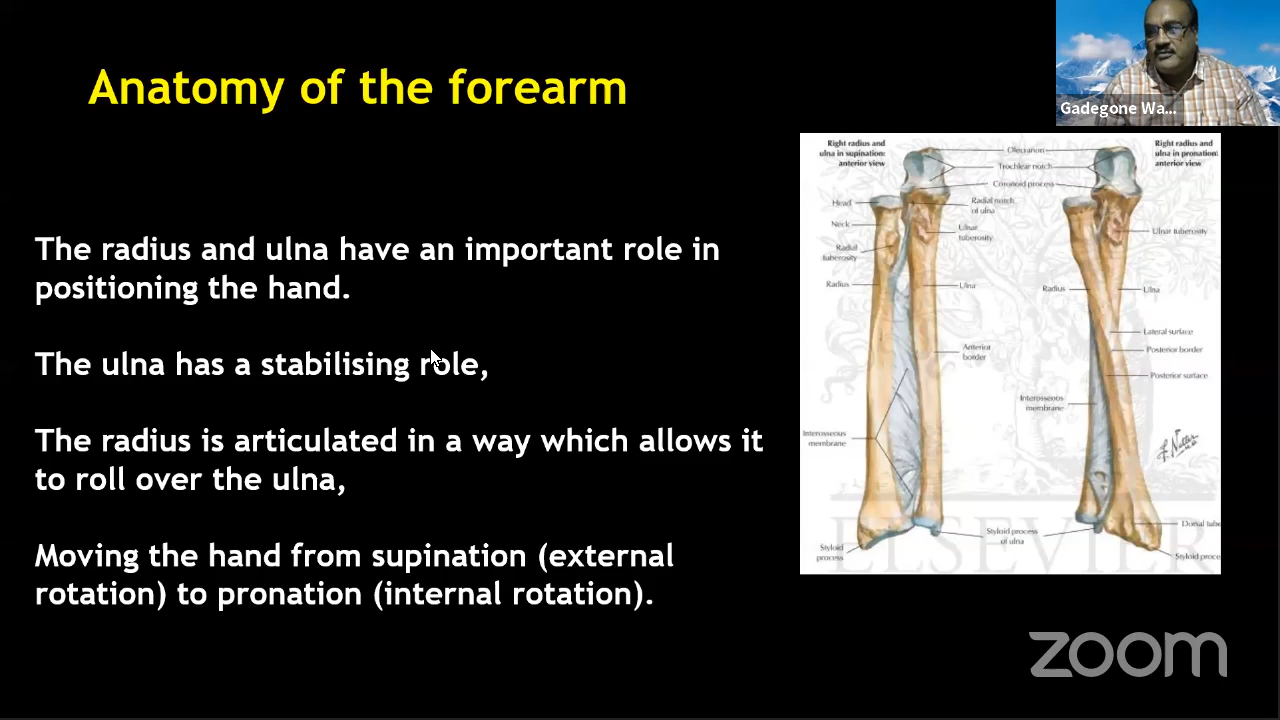 Anatomy of the forearm
Gadegone Wa...
The radius and ulna have an important role in
positioning the hand.
The ulna has a stabilising role,
The radius is articulated in a way which allows it
to roll over the ulna,
Moving the hand from supination (external
rotation) to pronation (internal rotation).
Right radius and
ulna in supination:
anterior view
Olecranon
Trochlear notch
Coronoid process
Right radius and
ulna in pronation:
anterior view
Head
Radial notch
of ulna
Neck
Ulnar
tuberosity
Ulnar tuberosity
Radial
tuberosity
Radius
Ulna
Radius
Ulna
Lateral surface
Anterior
border
Posterior border
Posterior surface
Interosseous
membrane
Interosseous
membrane
F. Netter
Styloid
process
Styloid process
of ulna
Dorsal tube
Styloid proce
ELSEVIER
zoom